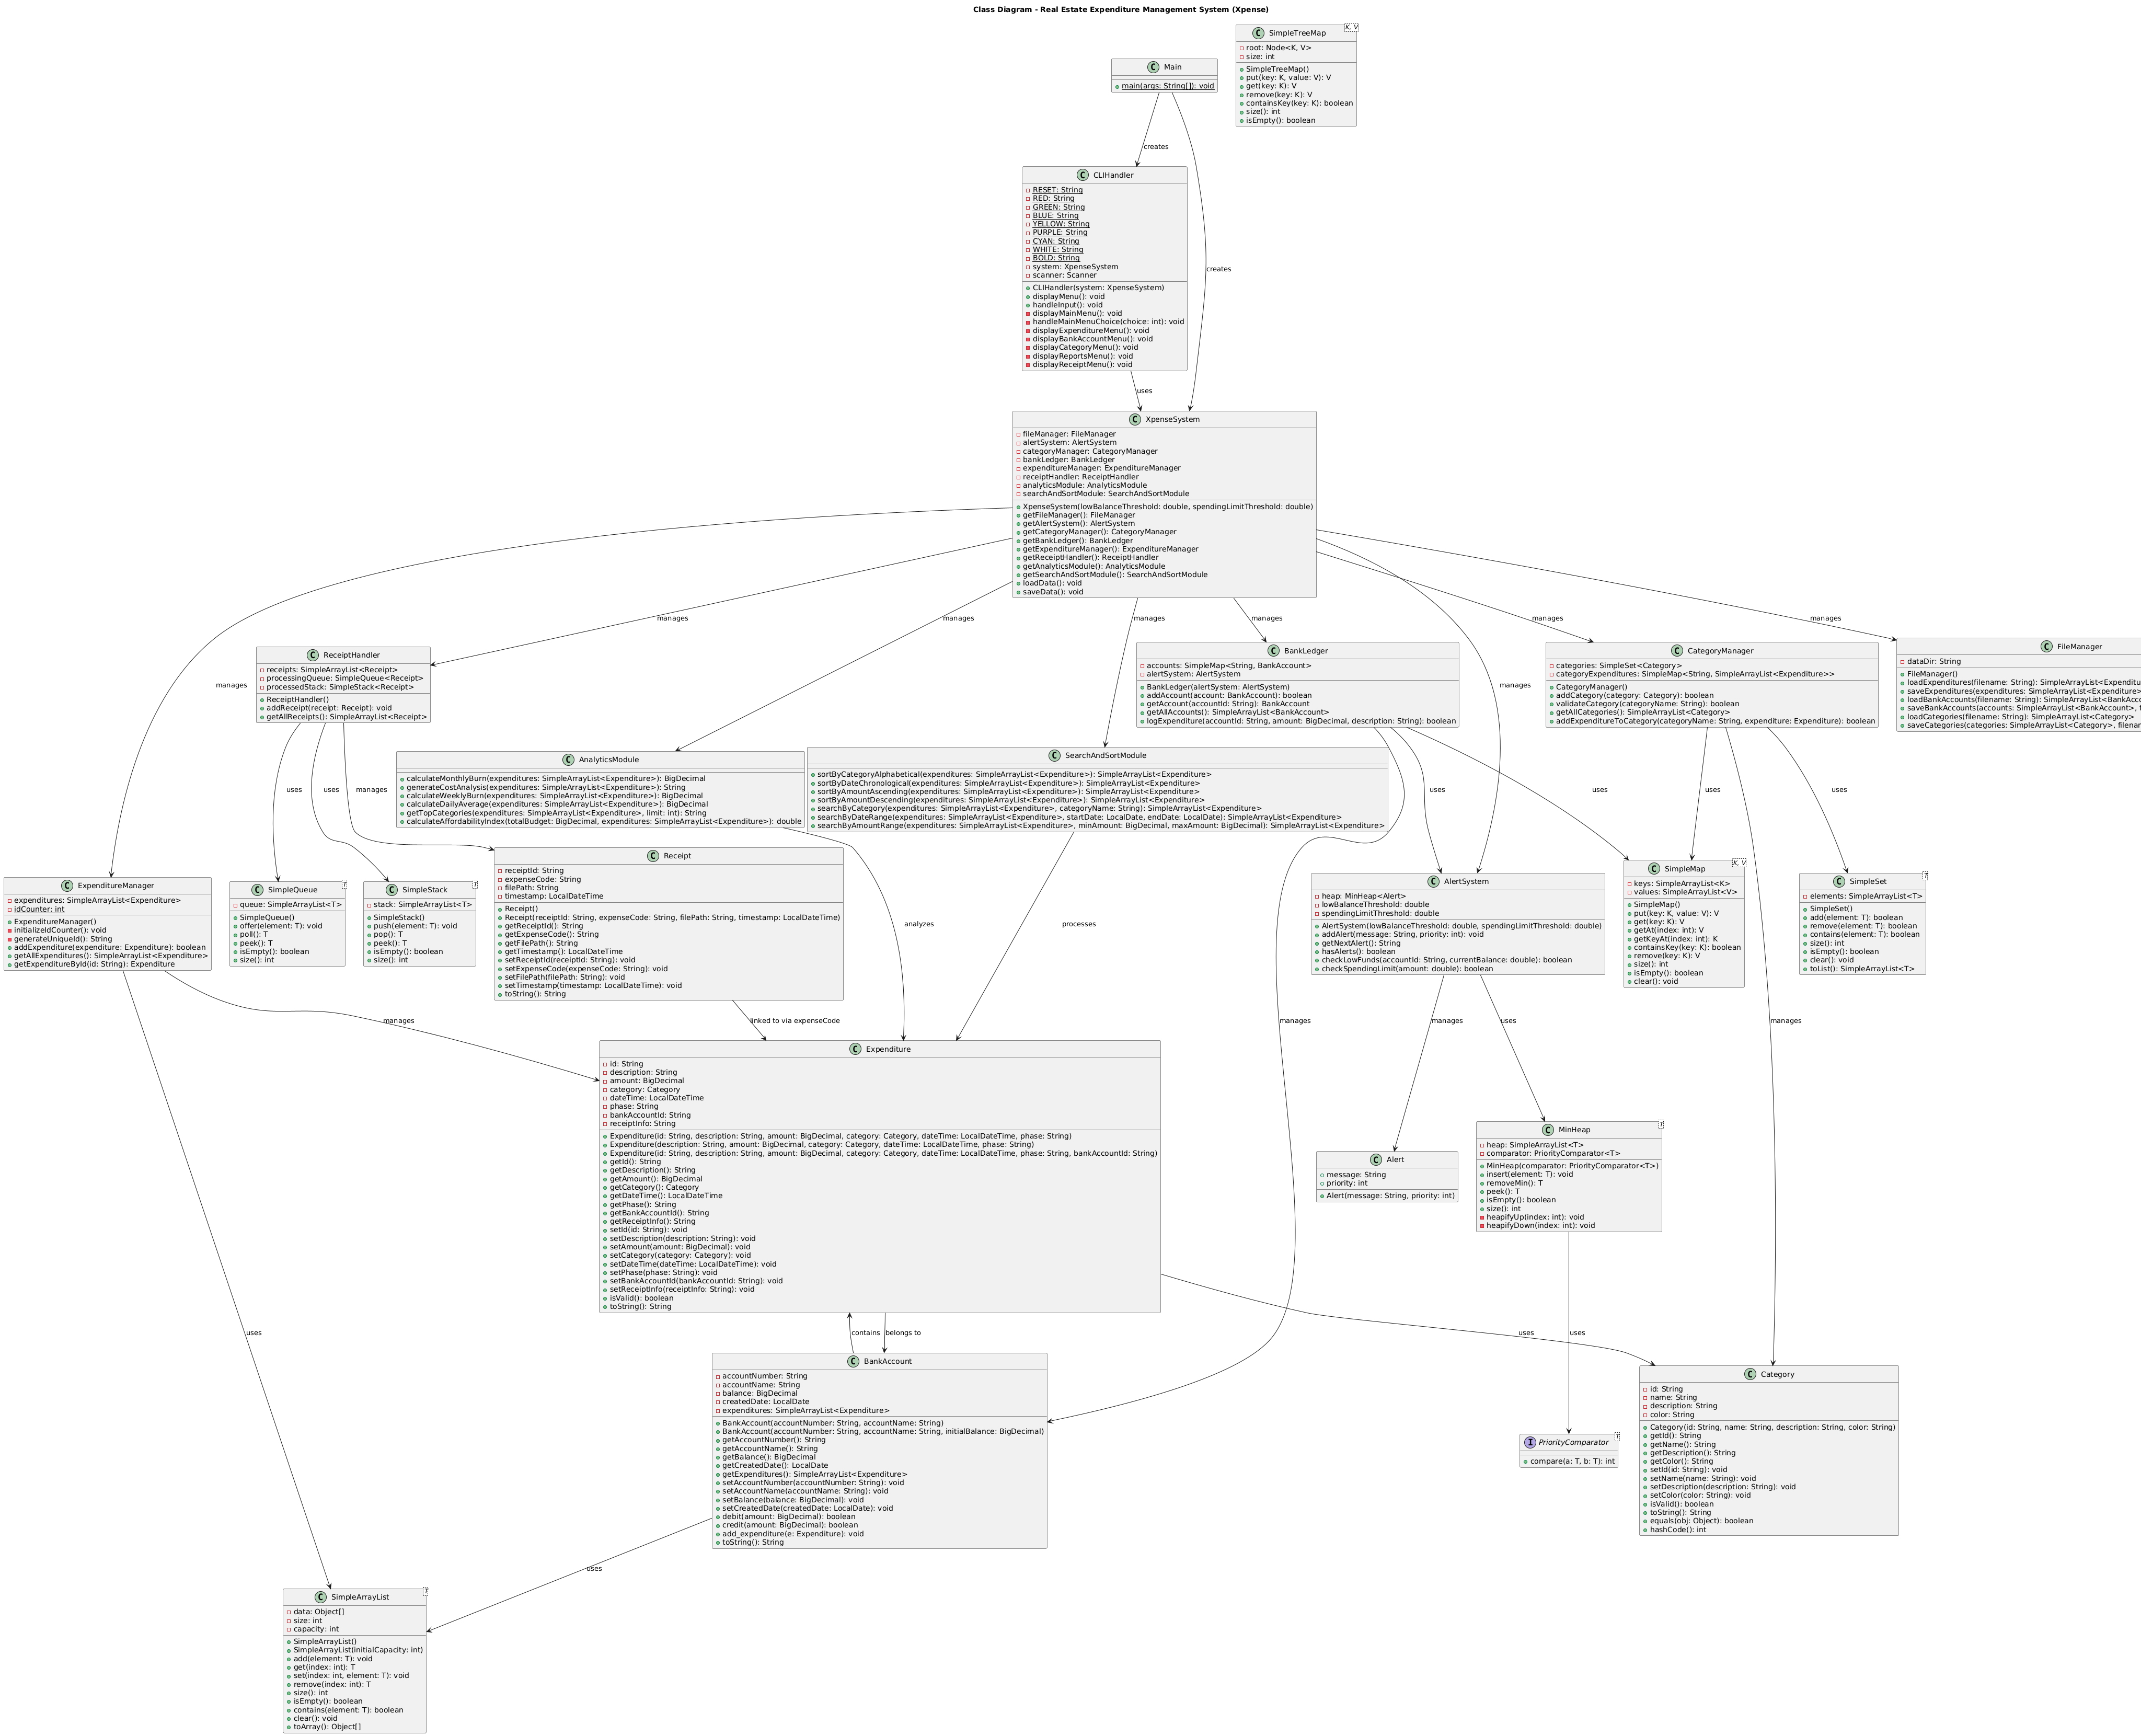 Class Diagram - Real Estate Expenditure Management System (Xpense)
SimpleTreeMap
K, V
root: Node<K, V>
size: int
SimpleTreeMap()
put(key: K, value: V): V
get(key: K): V
remove(key: K): V
containsKey(key: K): boolean
size(): int
isEmpty(): boolean
Main
main(args: String[]): void
creates
creates
CLIHandler
RESET: String
RED: String
GREEN: String
BLUE: String
YELLOW: String
PURPLE: String
CYAN: String
WHITE: String
BOLD: String
system: XpenseSystem
scanner: Scanner
CLIHandler(system: XpenseSystem)
displayMenu(): void
handleInput(): void
displayMainMenu(): void
handleMainMenuChoice(choice: int): void
displayExpenditureMenu(): void
displayBankAccountMenu(): void
displayCategoryMenu(): void
displayReportsMenu(): void
displayReceiptMenu(): void
uses
XpenseSystem
fileManager: FileManager
alertSystem: AlertSystem
categoryManager: CategoryManager
bankLedger: BankLedger
expenditureManager: ExpenditureManager
receiptHandler: ReceiptHandler
analyticsModule: AnalyticsModule
searchAndSortModule: SearchAndSortModule
XpenseSystem(lowBalanceThreshold: double, spendingLimitThreshold: double)
getFileManager(): FileManager
getAlertSystem(): AlertSystem
getCategoryManager(): CategoryManager
getBankLedger(): BankLedger
getExpenditureManager(): ExpenditureManager
getReceiptHandler(): ReceiptHandler
getAnalyticsModule(): AnalyticsModule
getSearchAndSortModule(): SearchAndSortModule
loadData(): void
saveData(): void
manages
manages
manages
manages
manages
manages
manages
manages
ReceiptHandler
receipts: SimpleArrayList<Receipt>
processingQueue: SimpleQueue<Receipt>
processedStack: SimpleStack<Receipt>
ReceiptHandler()
addReceipt(receipt: Receipt): void
getAllReceipts(): SimpleArrayList<Receipt>
BankLedger
accounts: SimpleMap<String, BankAccount>
alertSystem: AlertSystem
BankLedger(alertSystem: AlertSystem)
addAccount(account: BankAccount): boolean
getAccount(accountId: String): BankAccount
getAllAccounts(): SimpleArrayList<BankAccount>
logExpenditure(accountId: String, amount: BigDecimal, description: String): boolean
CategoryManager
categories: SimpleSet<Category>
categoryExpenditures: SimpleMap<String, SimpleArrayList<Expenditure>>
CategoryManager()
addCategory(category: Category): boolean
validateCategory(categoryName: String): boolean
getAllCategories(): SimpleArrayList<Category>
addExpenditureToCategory(categoryName: String, expenditure: Expenditure): boolean
FileManager
dataDir: String
FileManager()
loadExpenditures(filename: String): SimpleArrayList<Expenditu
saveExpenditures(expenditures: SimpleArrayList<Expenditure>
loadBankAccounts(filename: String): SimpleArrayList<BankAcco
saveBankAccounts(accounts: SimpleArrayList<BankAccount>,
loadCategories(filename: String): SimpleArrayList<Category>
saveCategories(categories: SimpleArrayList<Category>, filenam
AnalyticsModule
calculateMonthlyBurn(expenditures: SimpleArrayList<Expenditure>): BigDecimal
generateCostAnalysis(expenditures: SimpleArrayList<Expenditure>): String
calculateWeeklyBurn(expenditures: SimpleArrayList<Expenditure>): BigDecimal
calculateDailyAverage(expenditures: SimpleArrayList<Expenditure>): BigDecimal
getTopCategories(expenditures: SimpleArrayList<Expenditure>, limit: int): String
calculateAffordabilityIndex(totalBudget: BigDecimal, expenditures: SimpleArrayList<Expenditure>): double
SearchAndSortModule
sortByCategoryAlphabetical(expenditures: SimpleArrayList<Expenditure>): SimpleArrayList<Expenditure>
sortByDateChronological(expenditures: SimpleArrayList<Expenditure>): SimpleArrayList<Expenditure>
sortByAmountAscending(expenditures: SimpleArrayList<Expenditure>): SimpleArrayList<Expenditure>
sortByAmountDescending(expenditures: SimpleArrayList<Expenditure>): SimpleArrayList<Expenditure>
searchByCategory(expenditures: SimpleArrayList<Expenditure>, categoryName: String): SimpleArrayList<Expenditure>
searchByDateRange(expenditures: SimpleArrayList<Expenditure>, startDate: LocalDate, endDate: LocalDate): SimpleArrayList<Expenditure>
searchByAmountRange(expenditures: SimpleArrayList<Expenditure>, minAmount: BigDecimal, maxAmount: BigDecimal): SimpleArrayList<Expenditure>
uses
uses
manages
uses
uses
uses
uses
ExpenditureManager
expenditures: SimpleArrayList<Expenditure>
idCounter: int
ExpenditureManager()
initializeIdCounter(): void
generateUniqueId(): String
addExpenditure(expenditure: Expenditure): boolean
getAllExpenditures(): SimpleArrayList<Expenditure>
getExpenditureById(id: String): Expenditure
SimpleQueue
T
queue: SimpleArrayList<T>
SimpleQueue()
offer(element: T): void
poll(): T
peek(): T
isEmpty(): boolean
size(): int
SimpleStack
T
stack: SimpleArrayList<T>
SimpleStack()
push(element: T): void
pop(): T
peek(): T
isEmpty(): boolean
size(): int
Receipt
receiptId: String
expenseCode: String
filePath: String
timestamp: LocalDateTime
Receipt()
Receipt(receiptId: String, expenseCode: String, filePath: String, timestamp: LocalDateTime)
getReceiptId(): String
getExpenseCode(): String
getFilePath(): String
getTimestamp(): LocalDateTime
setReceiptId(receiptId: String): void
setExpenseCode(expenseCode: String): void
setFilePath(filePath: String): void
setTimestamp(timestamp: LocalDateTime): void
toString(): String
analyzes
processes
AlertSystem
heap: MinHeap<Alert>
lowBalanceThreshold: double
spendingLimitThreshold: double
AlertSystem(lowBalanceThreshold: double, spendingLimitThreshold: double)
addAlert(message: String, priority: int): void
getNextAlert(): String
hasAlerts(): boolean
checkLowFunds(accountId: String, currentBalance: double): boolean
checkSpendingLimit(amount: double): boolean
SimpleMap
K, V
keys: SimpleArrayList<K>
values: SimpleArrayList<V>
SimpleMap()
put(key: K, value: V): V
get(key: K): V
getAt(index: int): V
getKeyAt(index: int): K
containsKey(key: K): boolean
remove(key: K): V
size(): int
isEmpty(): boolean
clear(): void
SimpleSet
T
elements: SimpleArrayList<T>
SimpleSet()
add(element: T): boolean
remove(element: T): boolean
contains(element: T): boolean
size(): int
isEmpty(): boolean
clear(): void
toList(): SimpleArrayList<T>
manages
linked to via expenseCode
manages
manages
uses
manages
Expenditure
id: String
description: String
amount: BigDecimal
category: Category
dateTime: LocalDateTime
phase: String
bankAccountId: String
receiptInfo: String
Expenditure(id: String, description: String, amount: BigDecimal, category: Category, dateTime: LocalDateTime, phase: String)
Expenditure(description: String, amount: BigDecimal, category: Category, dateTime: LocalDateTime, phase: String)
Expenditure(id: String, description: String, amount: BigDecimal, category: Category, dateTime: LocalDateTime, phase: String, bankAccountId: String)
getId(): String
getDescription(): String
getAmount(): BigDecimal
getCategory(): Category
getDateTime(): LocalDateTime
getPhase(): String
getBankAccountId(): String
getReceiptInfo(): String
setId(id: String): void
setDescription(description: String): void
setAmount(amount: BigDecimal): void
setCategory(category: Category): void
setDateTime(dateTime: LocalDateTime): void
setPhase(phase: String): void
setBankAccountId(bankAccountId: String): void
setReceiptInfo(receiptInfo: String): void
isValid(): boolean
toString(): String
Alert
message: String
priority: int
Alert(message: String, priority: int)
MinHeap
T
heap: SimpleArrayList<T>
comparator: PriorityComparator<T>
MinHeap(comparator: PriorityComparator<T>)
insert(element: T): void
removeMin(): T
peek(): T
isEmpty(): boolean
size(): int
heapifyUp(index: int): void
heapifyDown(index: int): void
uses
contains
belongs to
uses
uses
BankAccount
accountNumber: String
accountName: String
balance: BigDecimal
createdDate: LocalDate
expenditures: SimpleArrayList<Expenditure>
BankAccount(accountNumber: String, accountName: String)
BankAccount(accountNumber: String, accountName: String, initialBalance: BigDecimal)
getAccountNumber(): String
getAccountName(): String
getBalance(): BigDecimal
getCreatedDate(): LocalDate
getExpenditures(): SimpleArrayList<Expenditure>
setAccountNumber(accountNumber: String): void
setAccountName(accountName: String): void
setBalance(balance: BigDecimal): void
setCreatedDate(createdDate: LocalDate): void
debit(amount: BigDecimal): boolean
credit(amount: BigDecimal): boolean
add_expenditure(e: Expenditure): void
toString(): String
PriorityComparator
T
compare(a: T, b: T): int
Category
id: String
name: String
description: String
color: String
Category(id: String, name: String, description: String, color: String)
getId(): String
getName(): String
getDescription(): String
getColor(): String
setId(id: String): void
setName(name: String): void
setDescription(description: String): void
setColor(color: String): void
isValid(): boolean
toString(): String
equals(obj: Object): boolean
hashCode(): int
uses
SimpleArrayList
T
data: Object[]
size: int
capacity: int
SimpleArrayList()
SimpleArrayList(initialCapacity: int)
add(element: T): void
get(index: int): T
set(index: int, element: T): void
remove(index: int): T
size(): int
isEmpty(): boolean
contains(element: T): boolean
clear(): void
toArray(): Object[]